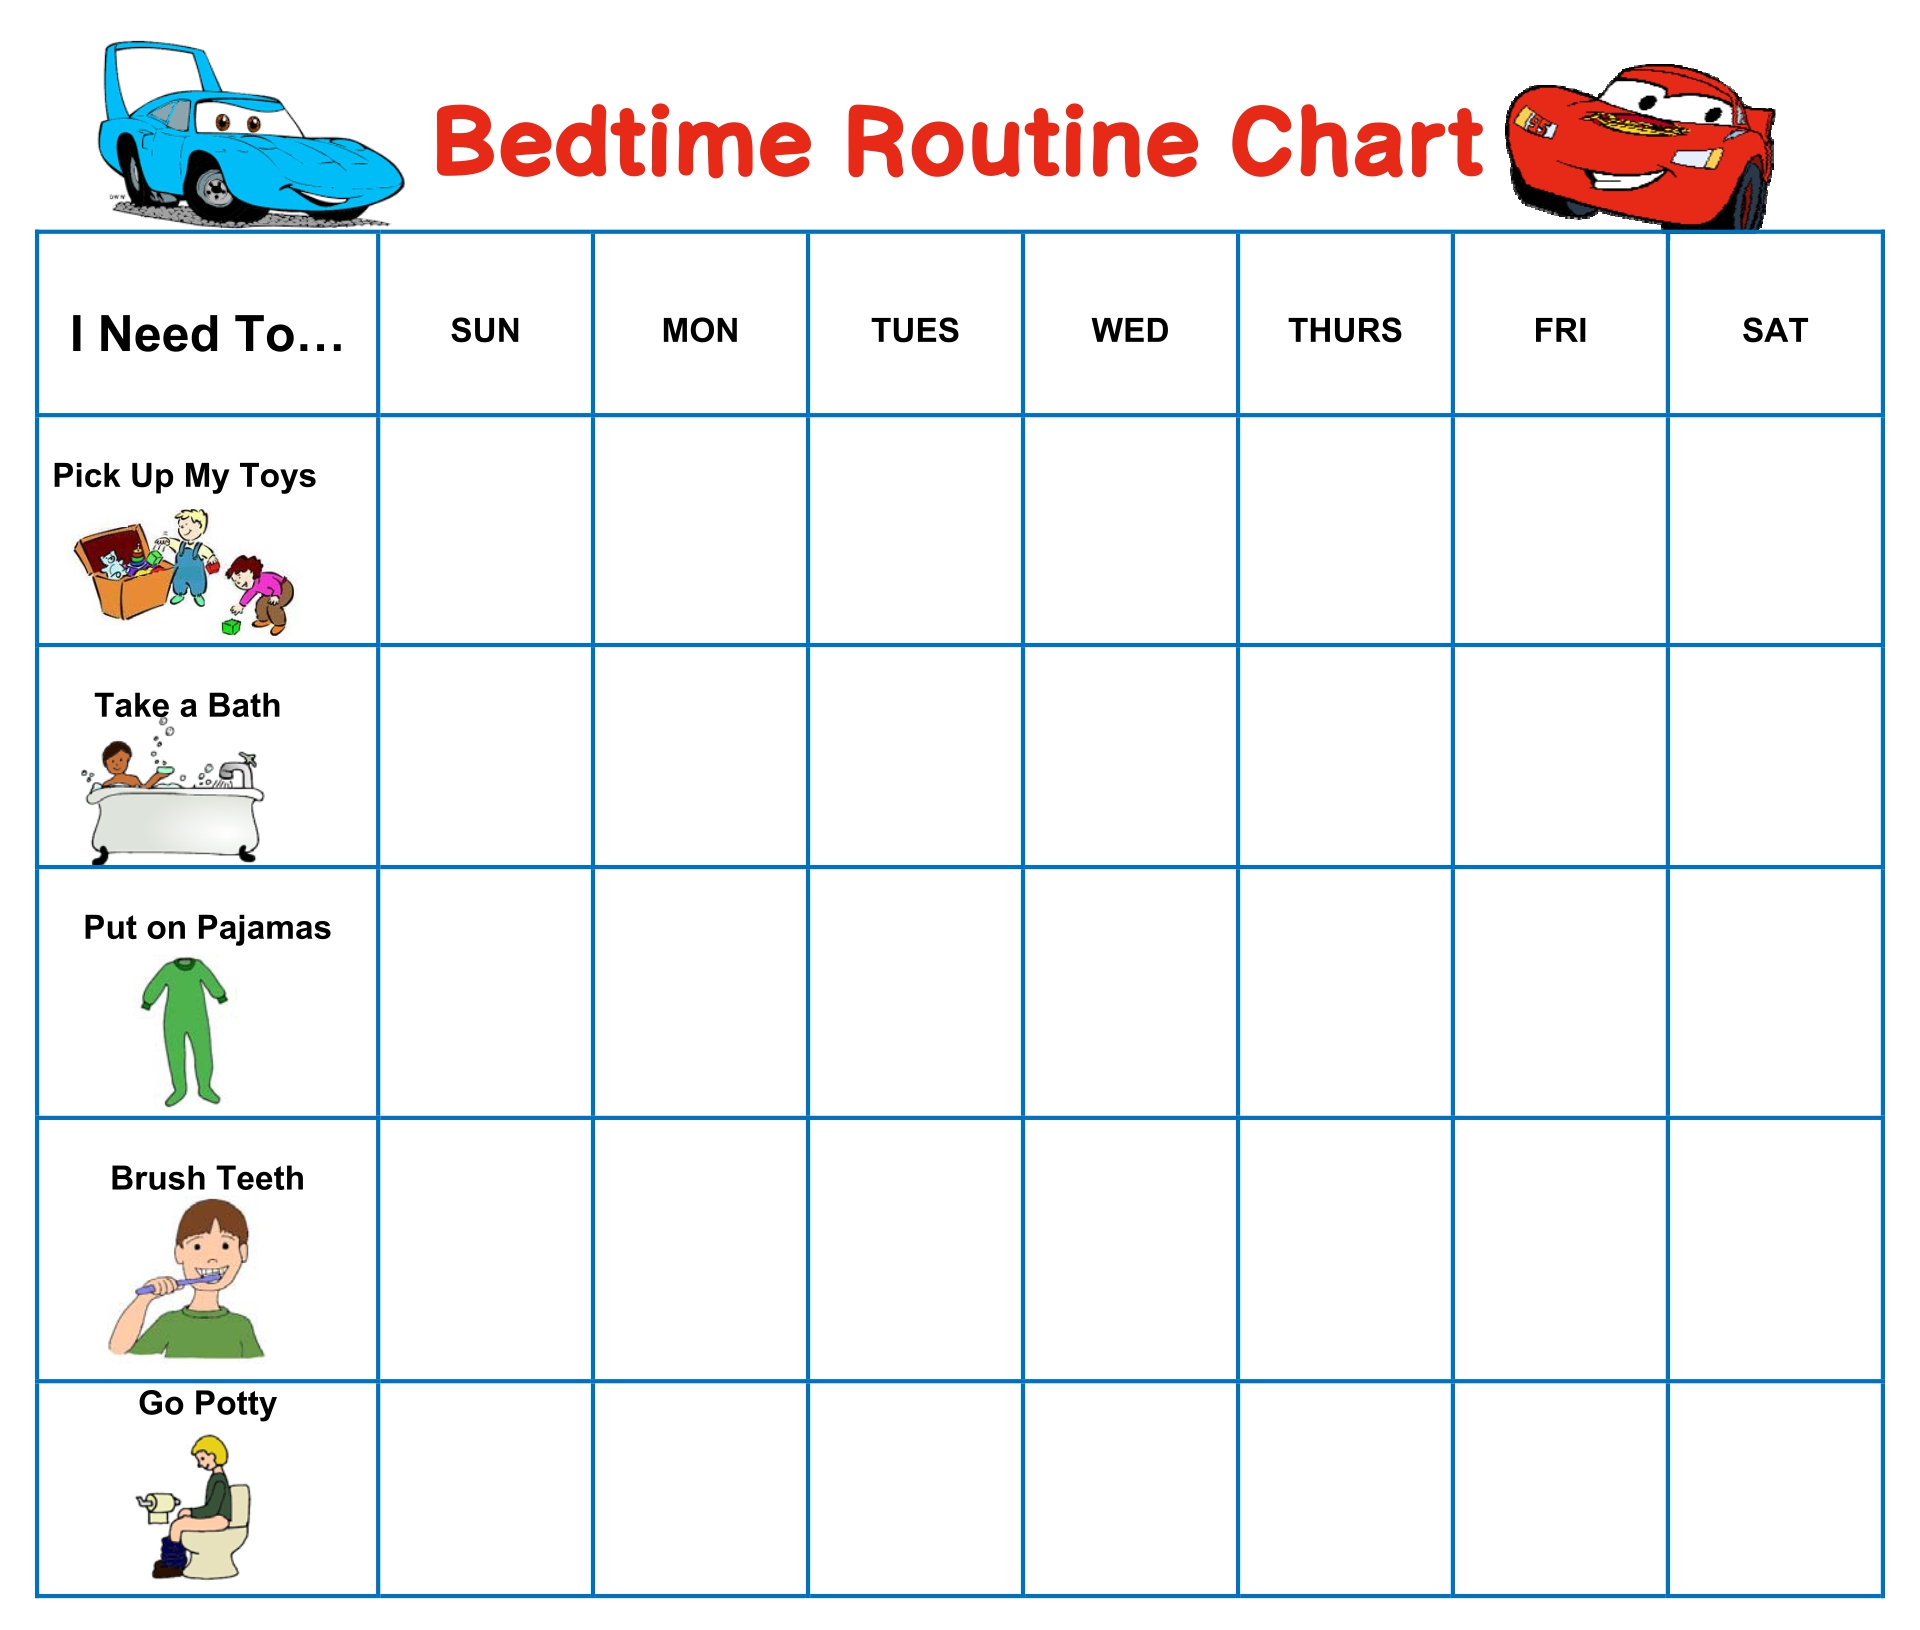 Bedtime Routine Chart
95
I Need To…
SUN
MON
TUES
WED
THURS
FRI
SAT
Pick Up My Toys
Take a Bath
Put on Pajamas
Brush Teeth
Go Potty